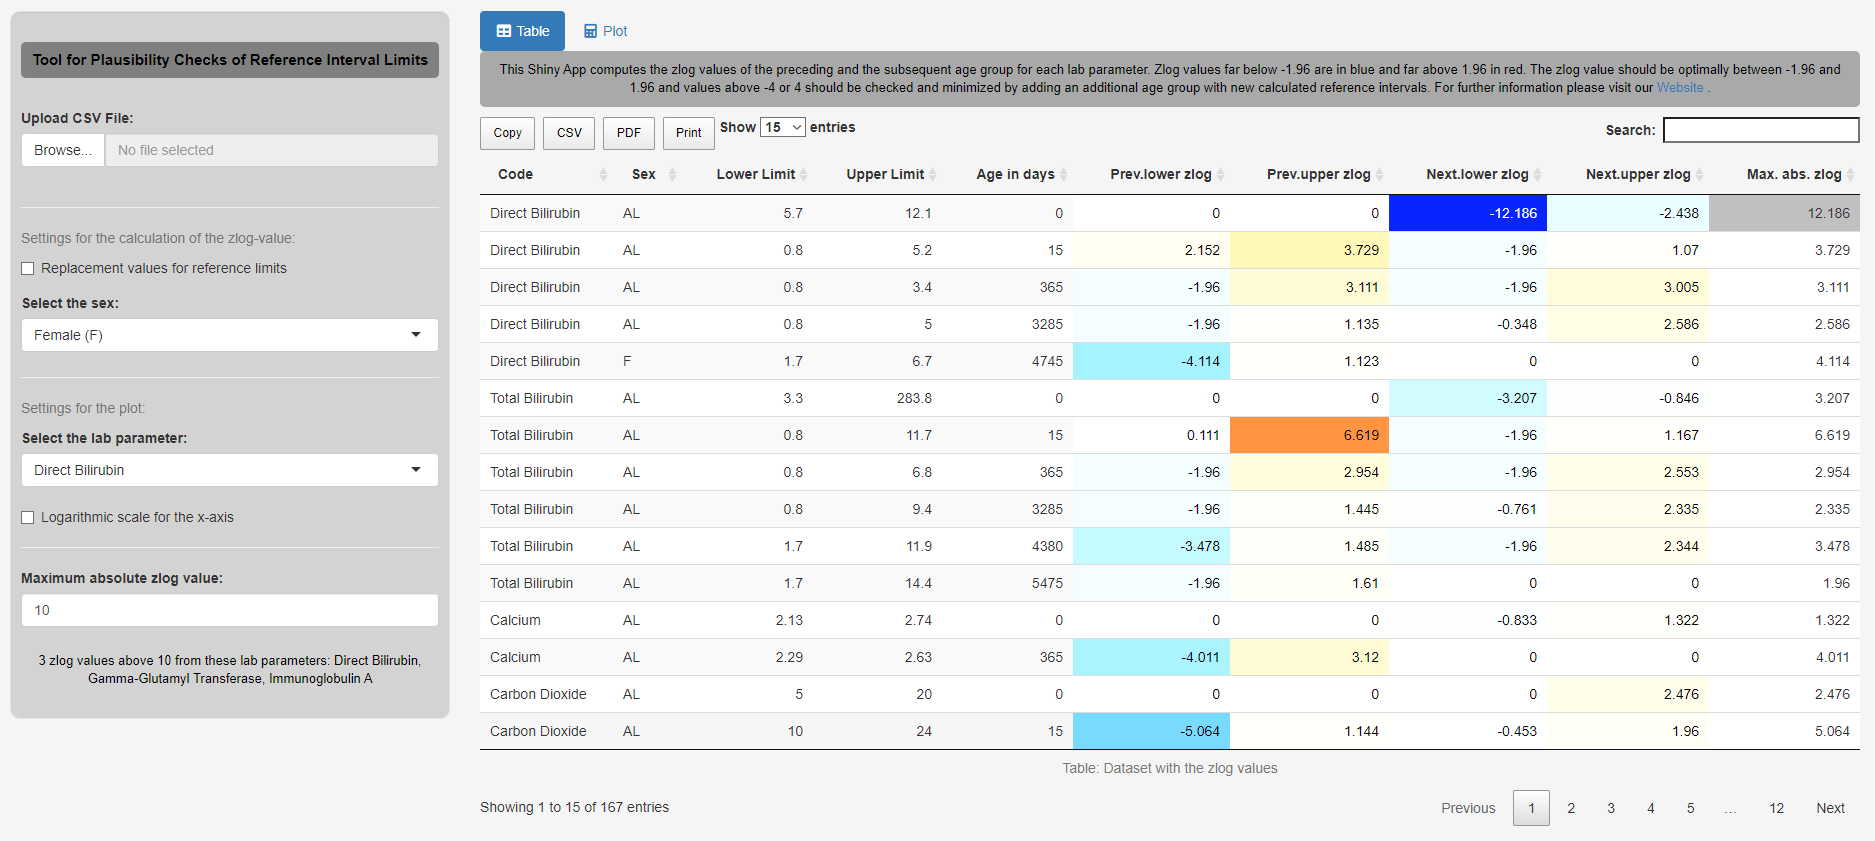 Tool for Plausibility Checks of Reference Interval Limits
Upload CSV File:
Browse... No file selected
Settings for the calculation of the zlog-value:
Replacement values for reference limits
Select the sex:
Female (F)
Settings for the plot:
Select the lab parameter:
Direct Bilirubin
Logarithmic scale for the x-axis
Maximum absolute zlog value:
10
3 zlog values above 10 from these lab parameters: Direct Bilirubin,
Gamma-Glutamyl Transferase, Immunoglobulin A
Table Plot
This Shiny App computes the zlog values of the preceding and the subsequent age group for each lab parameter. Zlog values far below -1.96 are in blue and far above 1.96 in red. The zlog value should be optimally between -1.96 and
1.96 and values above -4 or 4 should be checked and minimized by adding an additional age group with new calculated reference intervals. For further information please visit our Website .
Copy CSV PDF Print Show 15 entries Search:
Code Sex Lower Limit Upper Limit Age in days Prev.lower zlog Prev.upper zlog Next.lower zlog Next.upper zlog Max. abs. zlog
Direct Bilirubin AL 5.7 12.1 0 0 0 -12.186 -2.438 12.186
Direct Bilirubin AL 0.8 5.2 15 2.152 3.729 -1.96 1.07 3.729
Direct Bilirubin AL 0.8 3.4 365 -1.96 3.111 -1.96 3.005 3.111
Direct Bilirubin AL 0.8 5 3285 -1.96 1.135 -0.348 2.586 2.586
Direct Bilirubin F 1.7 6.7 4745 -4.114 1.123 0 0 4.114
Total Bilirubin AL 3.3 283.8 0 0 0 -3.207 -0.846 3.207
Total Bilirubin AL 0.8 11.7 15 0.111 6.619 -1.96 1.167 6.619
Total Bilirubin AL 0.8 6.8 365 -1.96 2.954 -1.96 2.553 2.954
Total Bilirubin AL 0.8 9.4 3285 -1.96 1.445 -0.761 2.335 2.335
Total Bilirubin AL 1.7 11.9 4380 -3.478 1.485 -1.96 2.344 3.478
Total Bilirubin AL 1.7 14.4 5475 -1.96 1.61 0 0 1.96
Calcium AL 2.13 2.74 0 0 0 -0.833 1.322 1.322
Calcium AL 2.29 2.63 365 -4.011 3.12 0 0 4.011
Carbon Dioxide AL 5 20 0 0 0 0 2.476 2.476
Carbon Dioxide AL 10 24 15 -5.064 1.144 -0.453 1.96 5.064
Table: Dataset with the zlog values
Showing 1 to 15 of 167 entries Previous 1 2 3 4 5 … 12 Next